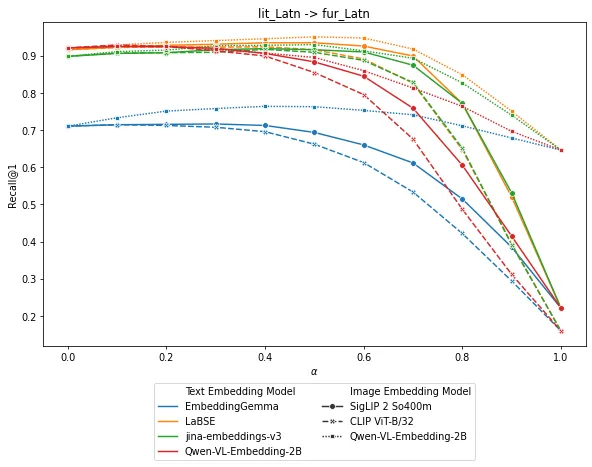 lit_Latn -> fur_Latn
Recall@1
0.9
0.8
0.7
0.6
0.5
0.4
0.3
0.2
0.0 0.2 0.4 0.6 0.8 1.0
α
Text Embedding Model
EmbeddingGemma
LaBSE
jina-embeddings-v3
Qwen-VL-Embedding-2B
Image Embedding Model
SigLIP 2 So400m
CLIP ViT-B/32
Qwen-VL-Embedding-2B